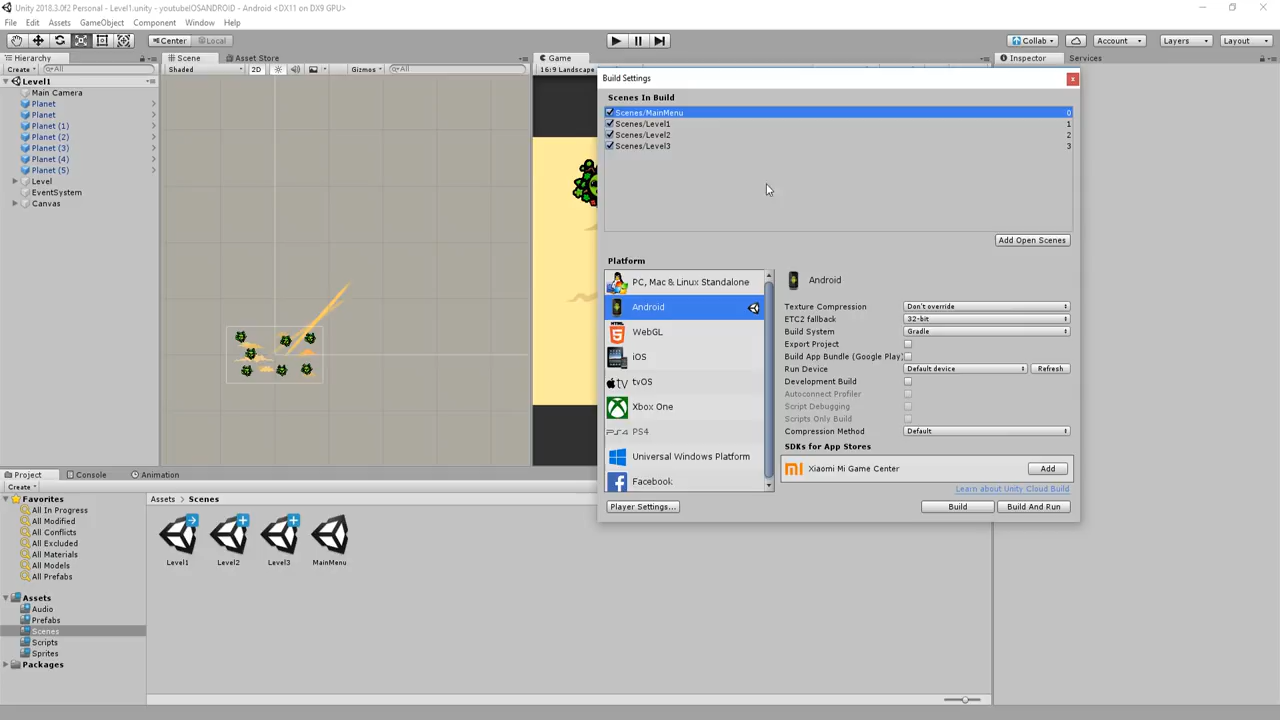 Unity 2018.3.0f2 Personal - Level1.unity - youtubeIOSANDROID - Android <DX11 on DX9 GPU>
File Edit Assets GameObject Component Window Help
Center Local Collab Account Layers Layout
Hierarchy Scene Asset Store Game Inspector Services
Create All Shaded 2D Gizmos All 16:9 Landscape
Level1
Main Camera
Planet
Planet
Planet (1)
Planet (2)
Planet (3)
Planet (4)
Planet (5)
Level
EventSystem
Canvas
Build Settings
Scenes In Build
Scenes/MainMenu 0
Scenes/Level1 1
Scenes/Level2 2
Scenes/Level3 3
Add Open Scenes
Platform
PC, Mac & Linux Standalone
Android
WebGL
HTML
iOS
tv tvOS
Xbox One
PS4
Universal Windows Platform
Facebook
Player Settings...
Android
Texture Compression Don't override
ETC2 fallback 32-bit
Build System Gradle
Export Project
Build App Bundle (Google Play)
Run Device Default device Refresh
Development Build
Autoconnect Profiler
Script Debugging
Scripts Only Build
Compression Method Default
SDKs for App Stores
mi Xiaomi Mi Game Center Add
Learn about Unity Cloud Build
Build Build And Run
Project Console Animation
Create
Favorites
All In Progress
All Modified
All Conflicts
All Excluded
All Materials
All Models
All Prefabs
Assets
Audio
Prefabs
Scenes
Scripts
Sprites
Packages
Assets Scenes
Level1 Level2 Level3 MainMenu